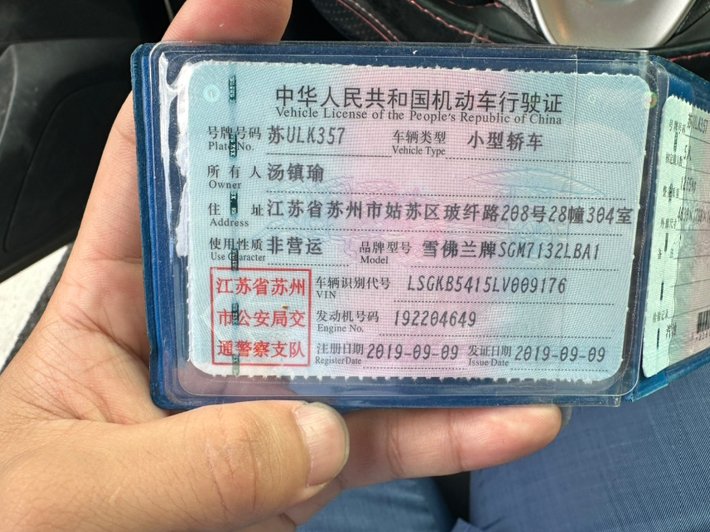 中华人民共和国机动车行驶证
Vehicle License of the People's Republic of China
号牌号码 苏ULK357 车辆类型 小型轿车
Plate No. Vehicle Type
所有人 汤镇瑜
Owner
住址 江苏省苏州市姑苏区玻纤路208号28幢304室
Address
使用性质 非营运 品牌型号 雪佛兰牌SGM7132LBA1
Use Character Model
江苏省苏州
市公安局交
通警察支队
车辆识别代号 LSGKB5415LV009176
VIN
发动机号码 192204649
Engine No.
注册日期 2019-09-09 发证日期 2019-09-09
Register Date Issue Date